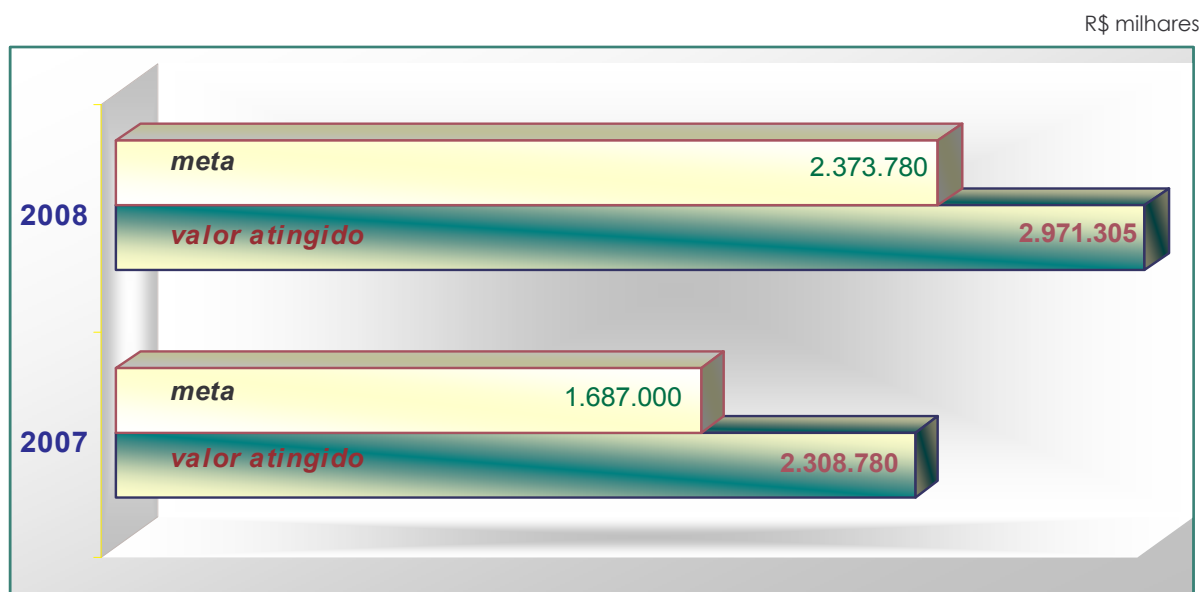 R$ milhares
meta 2.373.780
2008
valor atingido 2.971.305
meta 1.687.000
2007
valor atingido 2.308.780